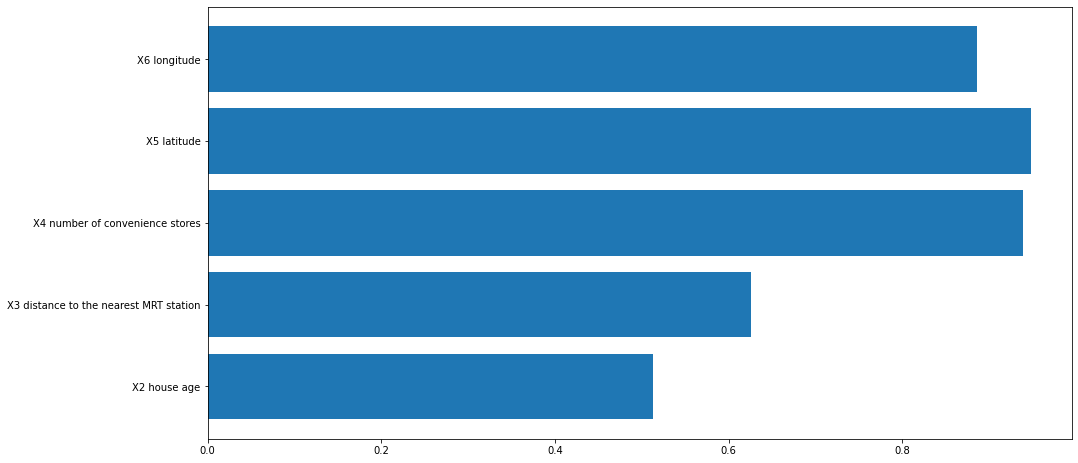 X6 longitude
X5 latitude
X4 number of convenience stores
X3 distance to the nearest MRT station
X2 house age
0.0 0.2 0.4 0.6 0.8